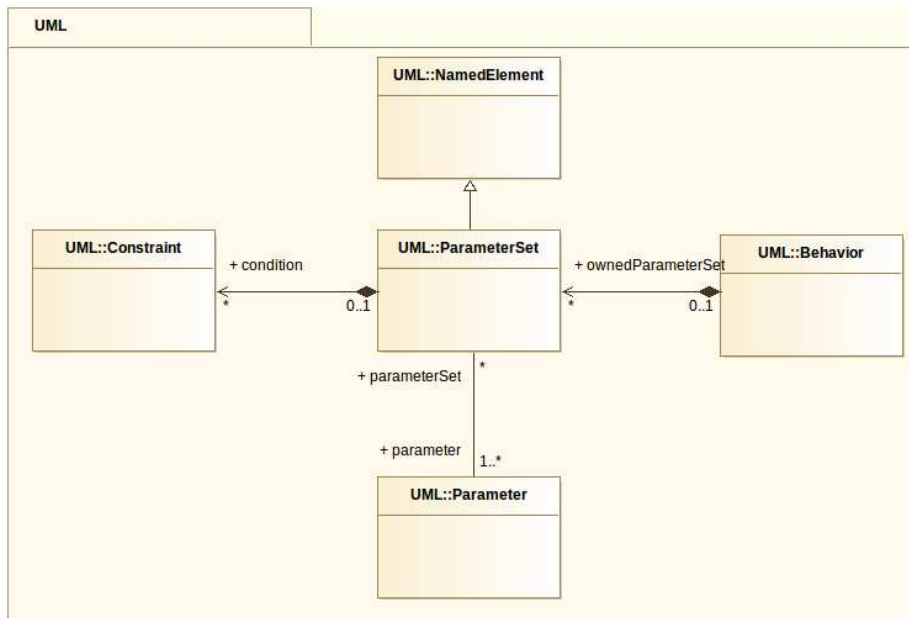 UML
UML::NamedElement
UML::Constraint
UML::ParameterSet
UML::Behavior
+ condition
+ ownedParameterSet
*
0..1
*
0..1
+ parameterSet
*
+ parameter
1..*
UML::Parameter